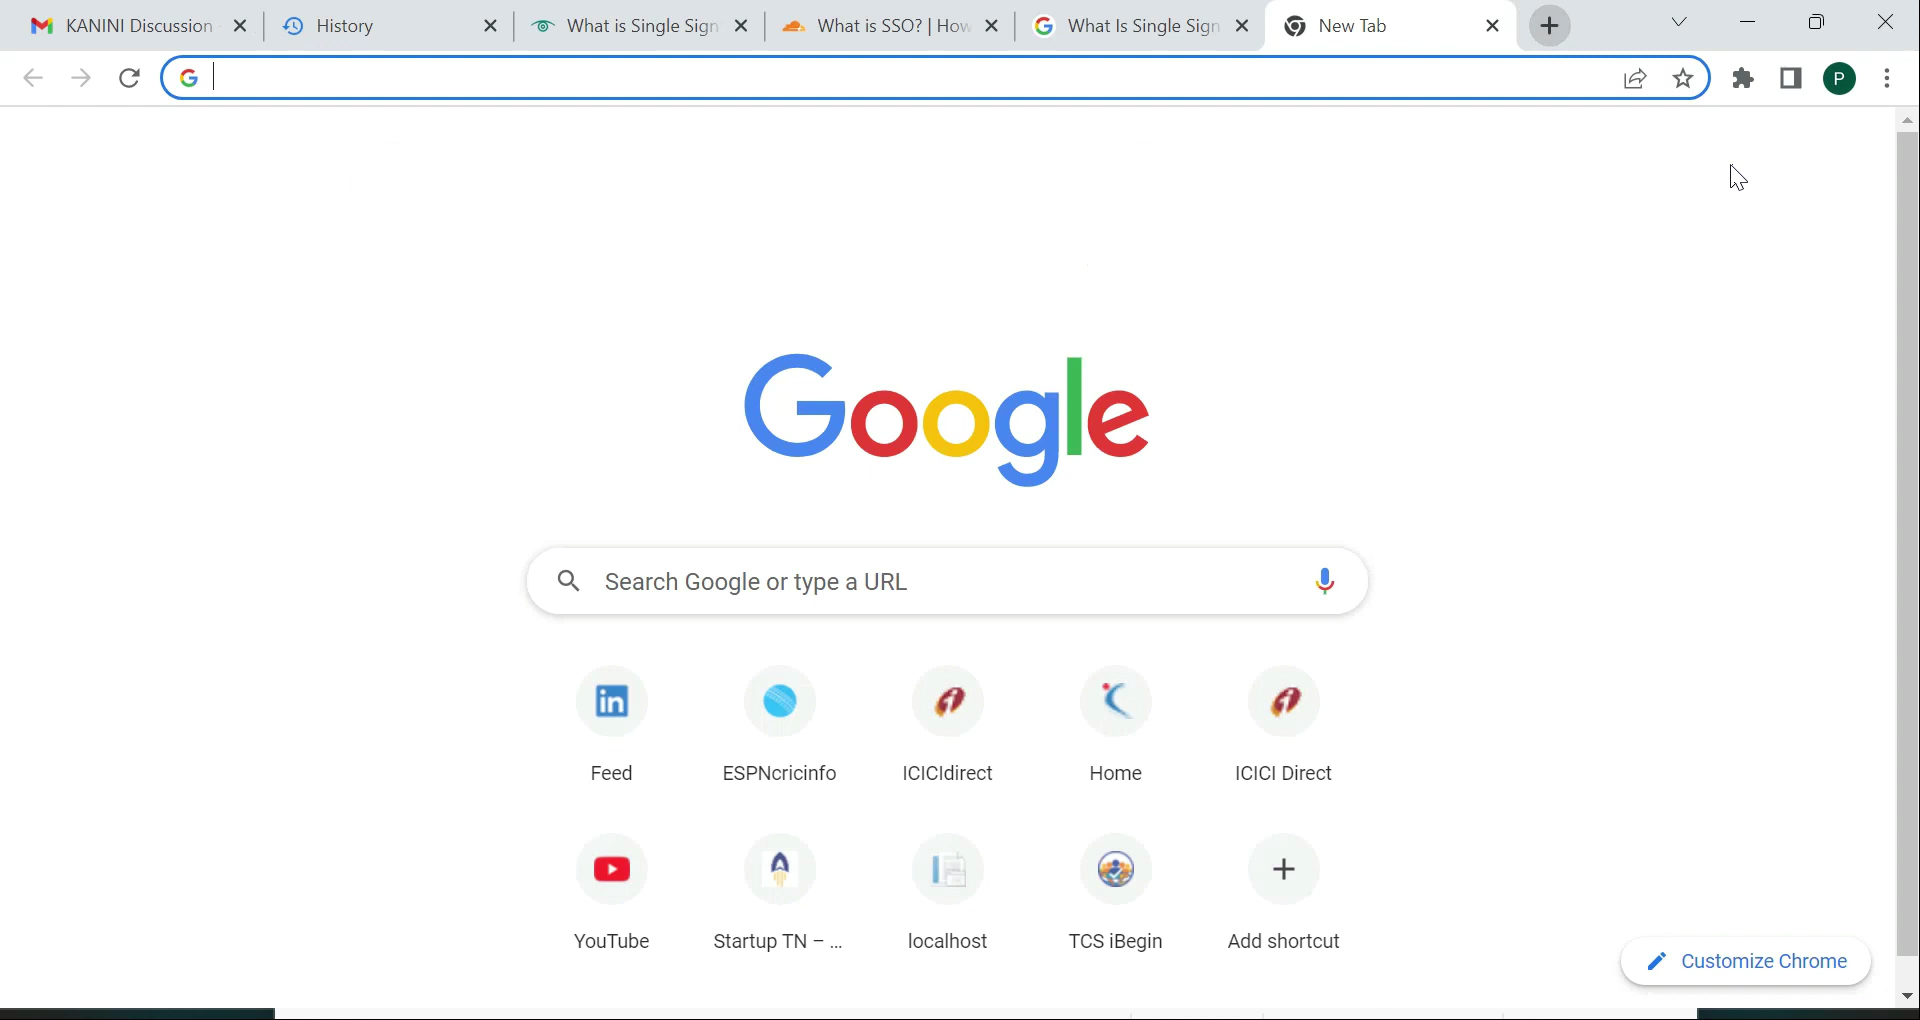 KANINI Discussion
History
What is Single Sign
What is SSO? | How
What Is Single Sign
New Tab
P
Google
Search Google or type a URL
Feed
ESPNcricinfo
ICICIdirect
Home
ICICI Direct
YouTube
Startup TN – ...
localhost
TCS iBegin
Add shortcut
Customize Chrome